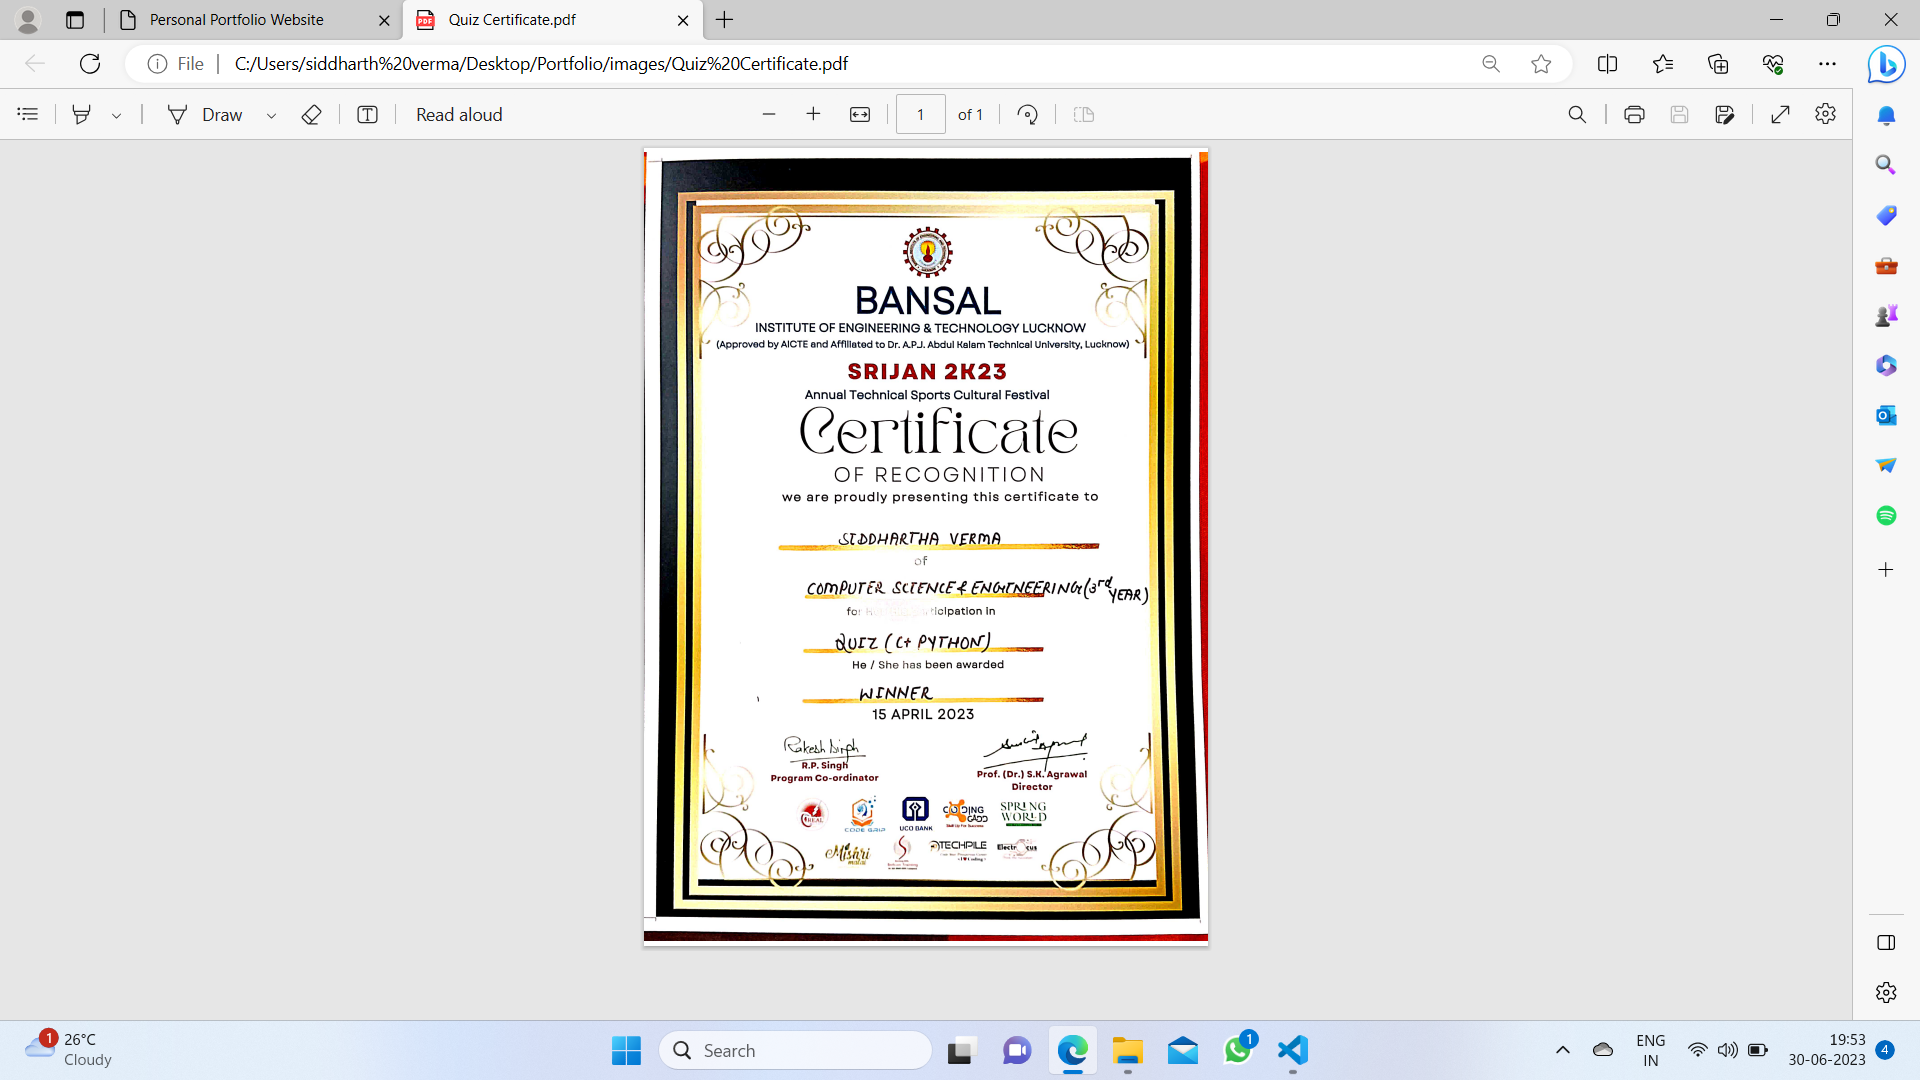 Personal Portfolio Website
Quiz Certificate.pdf
File
C:/Users/siddharth%20verma/Desktop/Portfolio/images/Quiz%20Certificate.pdf
Draw
Read aloud
1 of 1
BANSAL
INSTITUTE OF ENGINEERING & TECHNOLOGY LUCKNOW
(Approved by AICTE and Affiliated to Dr. A.P.J. Abdul Kalam Technical University, Lucknow)
SRIJAN 2K23
Annual Technical Sports Cultural Festival
Certificate
OF RECOGNITION
we are proudly presenting this certificate to
SIDDHARTHA VERMA
of
COMPUTER SCIENCE & ENGINEERING (3rd YEAR)
for participation in
QUIZ (C+ PYTHON)
He / She has been awarded
WINNER
15 APRIL 2023
Rakesh Singh
R.P. Singh
Program Co-ordinator
Prof. (Dr.) S.K. Agrawal
Director
REAL
CODE GRIP
UCO BANK
CODING
CADD
SPRING
WORLD
Mishri
TECHPILE
26°C
Cloudy
1
Search
1
ENG
IN
19:53
30-06-2023
4